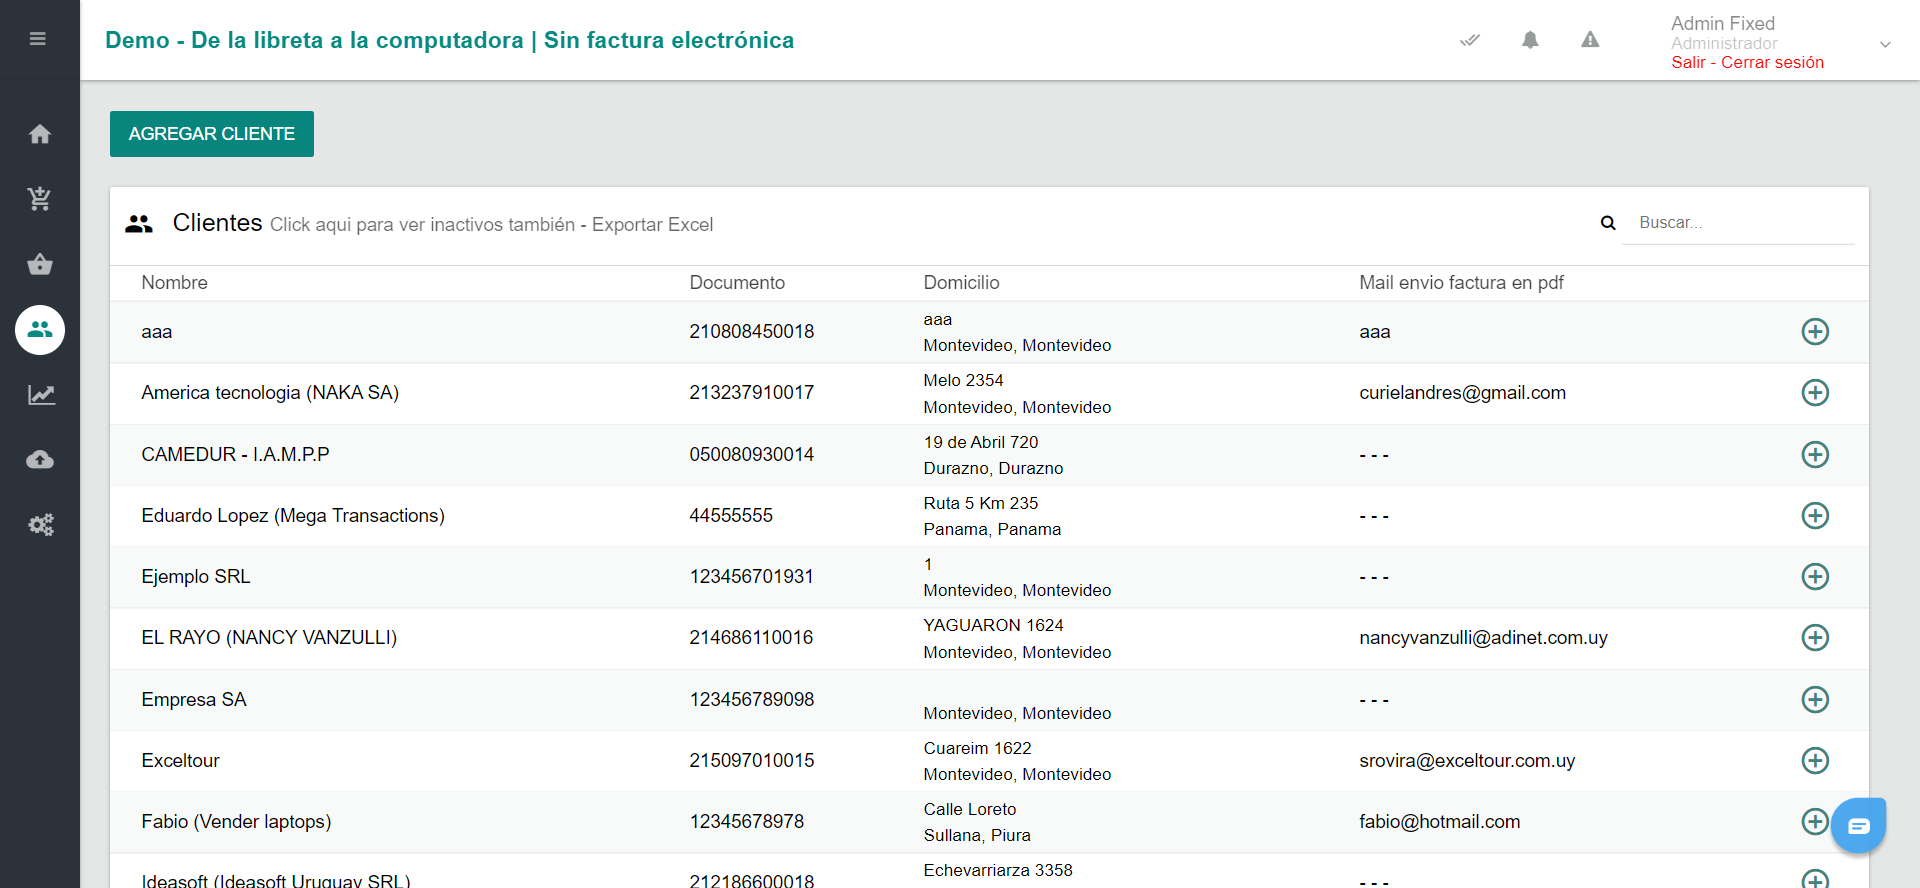 Demo - De la libreta a la computadora | Sin factura electrónica
Admin Fixed
Administrador
Salir - Cerrar sesión
AGREGAR CLIENTE
Clientes Click aqui para ver inactivos también - Exportar Excel
Buscar...
Nombre Documento Domicilio Mail envio factura en pdf
aaa 210808450018 aaa
Montevideo, Montevideo aaa
America tecnologia (NAKA SA) 213237910017 Melo 2354
Montevideo, Montevideo curielandres@gmail.com
CAMEDUR - I.A.M.P.P 050080930014 19 de Abril 720
Durazno, Durazno - - -
Eduardo Lopez (Mega Transactions) 44555555 Ruta 5 Km 235
Panama, Panama - - -
Ejemplo SRL 123456701931 1
Montevideo, Montevideo - - -
EL RAYO (NANCY VANZULLI) 214686110016 YAGUARON 1624
Montevideo, Montevideo nancyvanzulli@adinet.com.uy
Empresa SA 123456789098
Montevideo, Montevideo - - -
Exceltour 215097010015 Cuareim 1622
Montevideo, Montevideo srovira@exceltour.com.uy
Fabio (Vender laptops) 12345678978 Calle Loreto
Sullana, Piura fabio@hotmail.com
Ideasoft (Ideasoft Uruguay SRL) 212186600018 Echevarriarza 3358
- - -